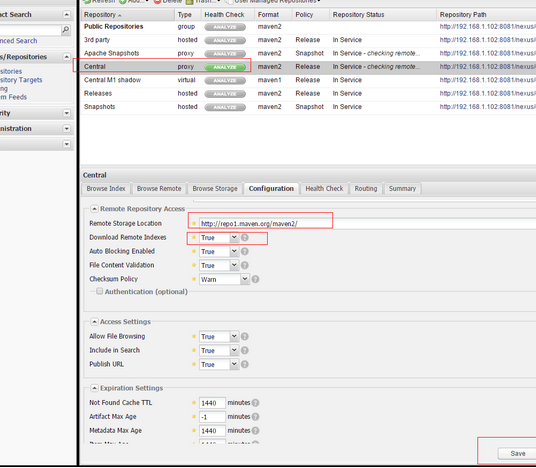 Refresh Add... Delete Trash... User Managed Repositories
Repository Type Health Check Format Policy Repository Status Repository Path
Public Repositories group ANALYZE maven2 http://192.168.1.102:8081/nexus/
3rd party hosted ANALYZE maven2 Release In Service http://192.168.1.102:8081/nexus/
Apache Snapshots proxy ANALYZE maven2 Snapshot In Service - checking remote... http://192.168.1.102:8081/nexus/
Central proxy ANALYZE maven2 Release In Service - checking remote... http://192.168.1.102:8081/nexus/
Central M1 shadow virtual ANALYZE maven1 Release In Service http://192.168.1.102:8081/nexus/
Releases hosted ANALYZE maven2 Release In Service http://192.168.1.102:8081/nexus/
Snapshots hosted ANALYZE maven2 Snapshot In Service http://192.168.1.102:8081/nexus/
act Search
nced Search
s/Repositories
sitories
sitory Targets
ng
m Feeds
rity
nistration
Central
Browse Index Browse Remote Browse Storage Configuration Health Check Routing Summary
Remote Repository Access
Remote Storage Location http://repo1.maven.org/maven2/
Download Remote Indexes True
Auto Blocking Enabled True
File Content Validation True
Checksum Policy Warn
Authentication (optional)
Access Settings
Allow File Browsing True
Include in Search True
Publish URL True
Expiration Settings
Not Found Cache TTL 1440 minutes
Artifact Max Age -1 minutes
Metadata Max Age 1440 minutes
Item Max Age 1440 minutes
Save